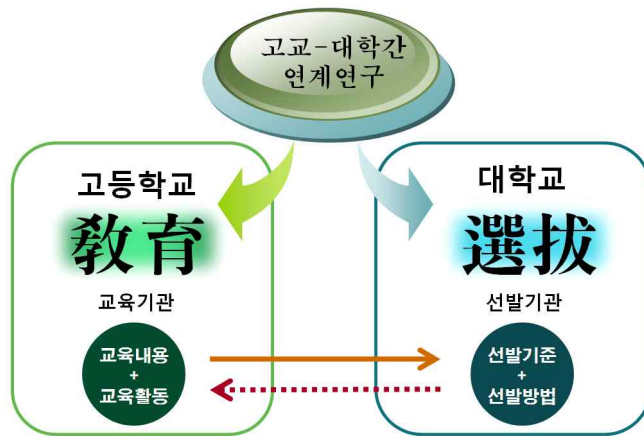 고교-대학간
연계연구
고등학교
敎育
교육기관
교육내용
+
교육활동
대학교
選拔
선발기관
선발기준
+
선발방법